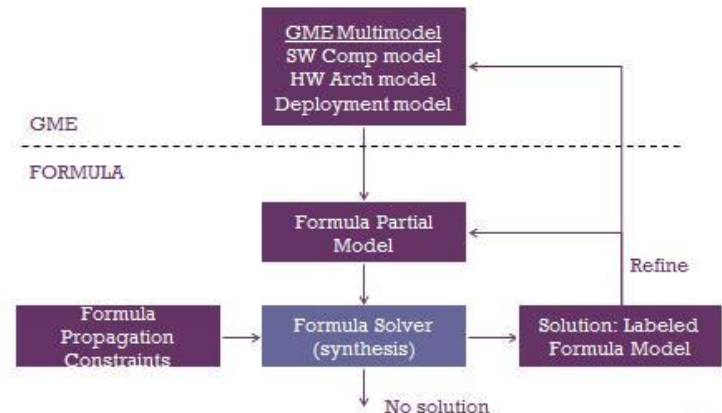 GME Multimodel
SW Comp model
HW Arch model
Deployment model
GME
FORMULA
Formula Partial
Model
Refine
Formula
Propagation
Constraints
Formula Solver
(synthesis)
Solution: Labeled
Formula Model
No solution